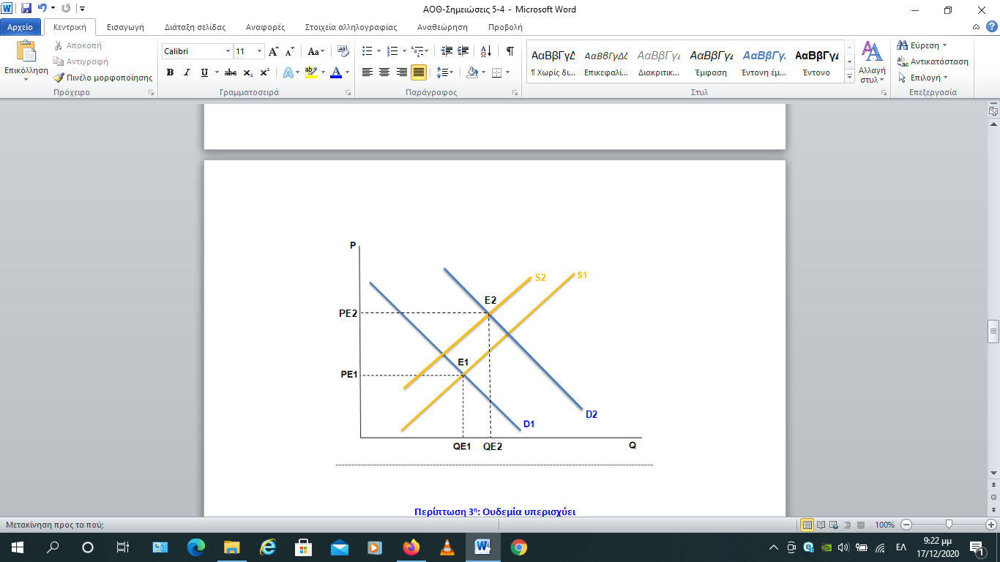 ΑΟΘ-Σημειώσεις 5-4 - Microsoft Word
Αρχείο Κεντρική Εισαγωγή Διάταξη σελίδας Αναφορές Στοιχεία αλληλογραφίας Αναθεώρηση Προβολή
Επικόλληση
Αποκοπή
Αντιγραφή
Πινέλο μορφοποίησης
Πρόχειρο
Calibri 11
Γραμματοσειρά
Παράγραφος
ΑαΒβΓγΔ ΑαΒβΓγΔδ ΑαΒβΓγΔ ΑαΒβΓγΔ ΑαΒβΓγΔ ΑαΒβΓγΔ
¶ Χωρίς δι... Επικεφαλί... Διακριτικ... Έμφαση Έντονη έμ... Έντονο
Αλλαγή στυλ
Στυλ
Εύρεση
Αντικατάσταση
Επιλογή
Επεξεργασία
P
S2
S1
E2
PE2
E1
PE1
D2
D1
QE1 QE2
Q
Περίπτωση 3η: Ουδεμία υπερισχύει
Μετακίνηση προς τα πού;
100%
ΕΛ
9:22 μμ
17/12/2020
1